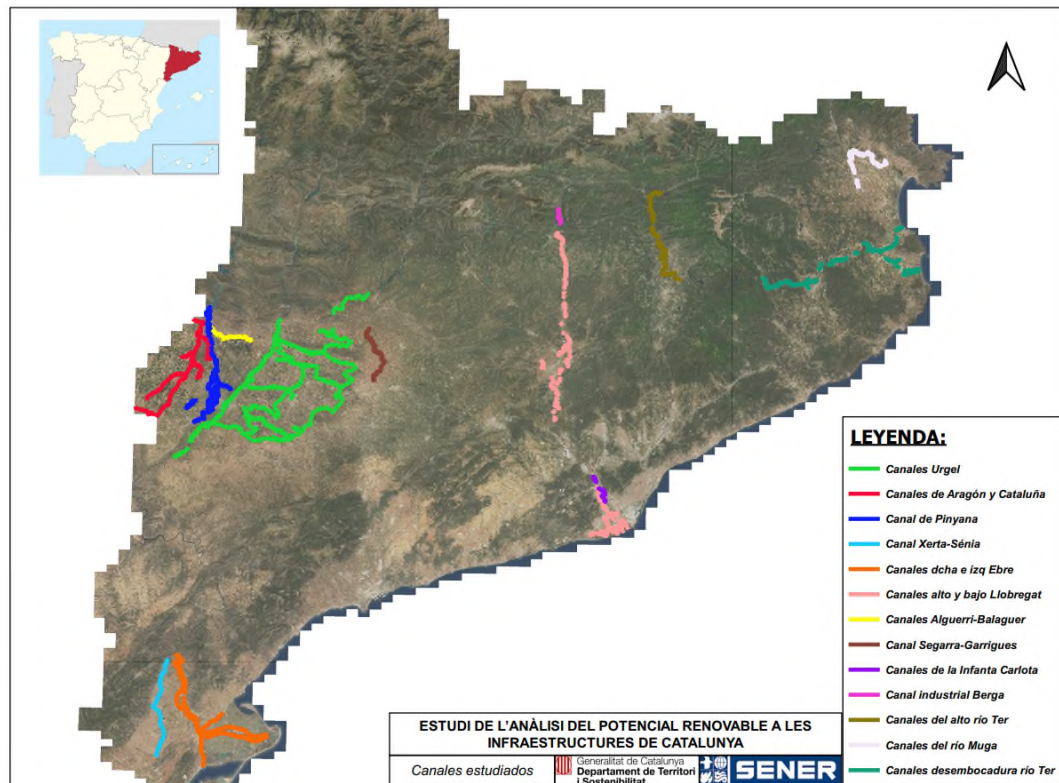 LEYENDA:
Canales Urgel
Canales de Aragón y Cataluña
Canal de Pinyana
Canal Xerta-Sénia
Canales dcha e izq Ebre
Canales alto y bajo Llobregat
Canales Alguerri-Balaguer
Canal Segarra-Garrigues
Canales de la Infanta Carlota
Canal industrial Berga
Canales del alto río Ter
Canales del río Muga
Canales desembocadura río Ter
ESTUDI DE L'ANÀLISI DEL POTENCIAL RENOVABLE A LES
INFRAESTRUCTURES DE CATALUNYA
Canales estudiados
Generalitat de Catalunya
Departament de Territori
i Sostenibilitat
SENER